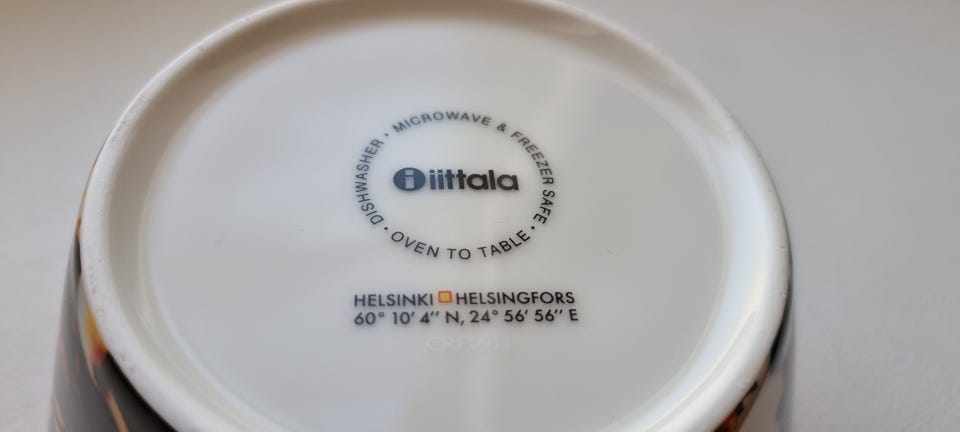 DISHWASHER · MICROWAVE & FREEZER SAFE · OVEN TO TABLE ·
i iittala
HELSINKI HELSINGFORS
60° 10′ 4″ N, 24° 56′ 56″ E